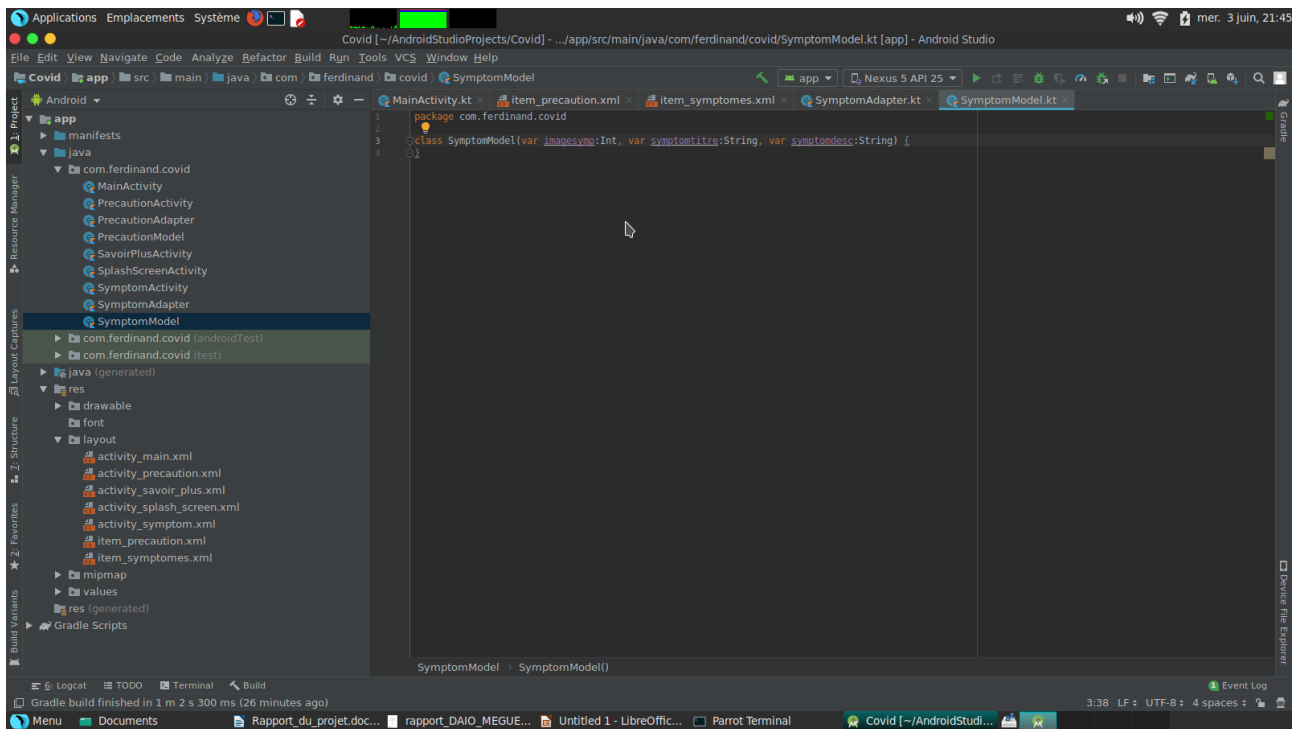 Applications Emplacements Système
mer. 3 juin, 21:45
Covid [~/AndroidStudioProjects/Covid] - .../app/src/main/java/com/ferdinand/covid/SymptomModel.kt [app] - Android Studio
File Edit View Navigate Code Analyze Refactor Build Run Tools VCS Window Help
Covid app src main java com ferdinand covid SymptomModel
app Nexus 5 API 25
Android
MainActivity.kt item_precaution.xml item_symptomes.xml SymptomAdapter.kt SymptomModel.kt
1: Project
Resource Manager
Layout Captures
7: Structure
2: Favorites
Build Variants
app
manifests
java
com.ferdinand.covid
MainActivity
PrecautionActivity
PrecautionAdapter
PrecautionModel
SavoirPlusActivity
SplashScreenActivity
SymptomActivity
SymptomAdapter
SymptomModel
com.ferdinand.covid (androidTest)
com.ferdinand.covid (test)
java (generated)
res
drawable
font
layout
activity_main.xml
activity_precaution.xml
activity_savoir_plus.xml
activity_splash_screen.xml
activity_symptom.xml
item_precaution.xml
item_symptomes.xml
mipmap
values
res (generated)
Gradle Scripts
1 package com.ferdinand.covid
2
3 class SymptomModel(var imagesymp:Int, var symptomtitre:String, var symptomdesc:String) {
4 }
Gradle
Device File Explorer
SymptomModel SymptomModel()
6: Logcat TODO Terminal Build
1 Event Log
Gradle build finished in 1 m 2 s 300 ms (26 minutes ago)
3:38 LF UTF-8 4 spaces
Menu Documents Rapport_du_projet.doc... rapport_DAIO_MEGUE... Untitled 1 - LibreOffic... Parrot Terminal Covid [~/AndroidStudi...